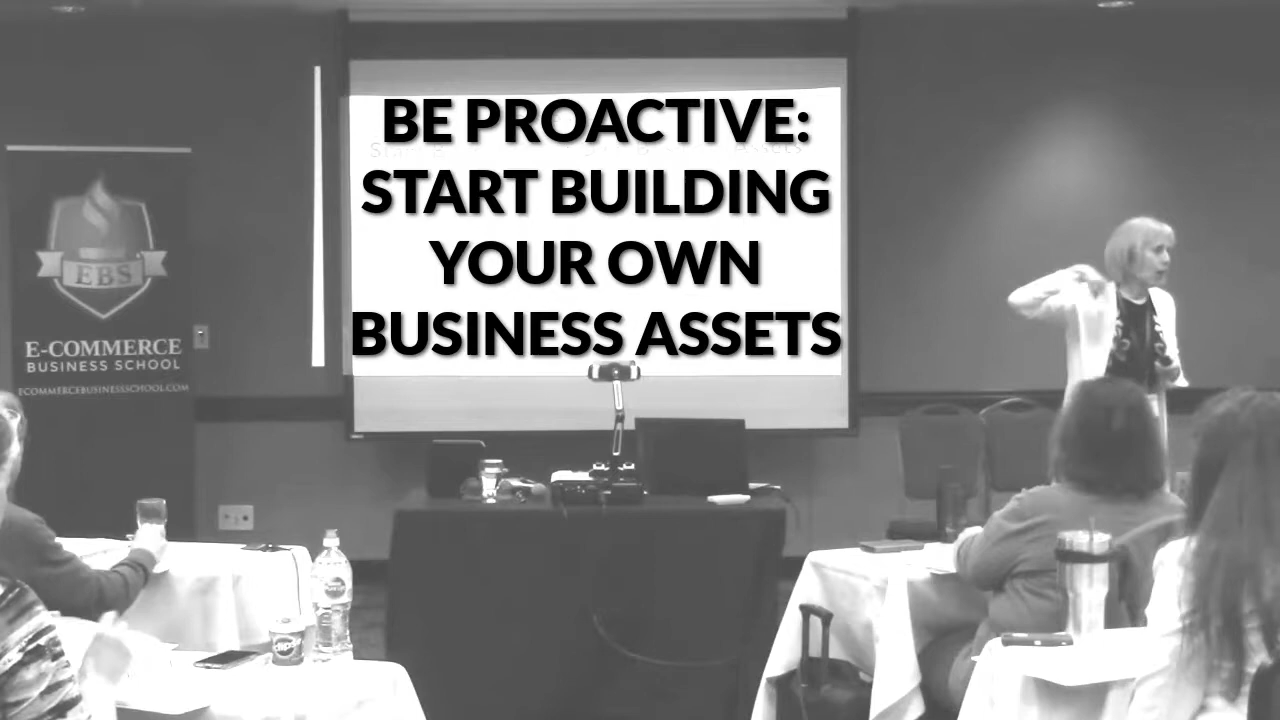 BE PROACTIVE:
START BUILDING
YOUR OWN
BUSINESS ASSETS
EBS
E-COMMERCE
BUSINESS SCHOOL
ECOMMERCEBUSINESSSCHOOL.COM